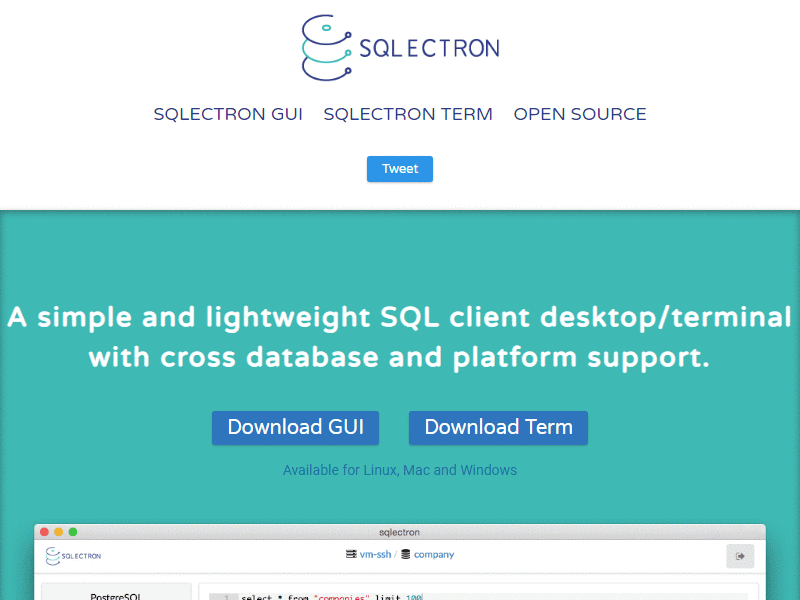 SQLECTRON
SQLECTRON GUI SQLECTRON TERM OPEN SOURCE
Tweet
A simple and lightweight SQL client desktop/terminal
with cross database and platform support.
Download GUI Download Term
Available for Linux, Mac and Windows
sqlectron
SQLECTRON vm-ssh / company
PostgreSQL
1 select * from "companies" limit 100